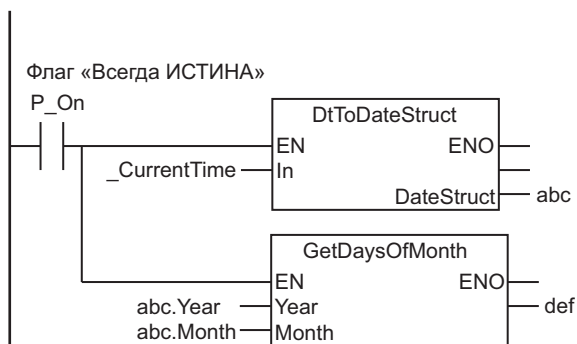 Флаг «Всегда ИСТИНА»
P_On
DtToDateStruct
EN ENO
_CurrentTime In
DateStruct abc
GetDaysOfMonth
EN ENO
abc.Year Year def
abc.Month Month